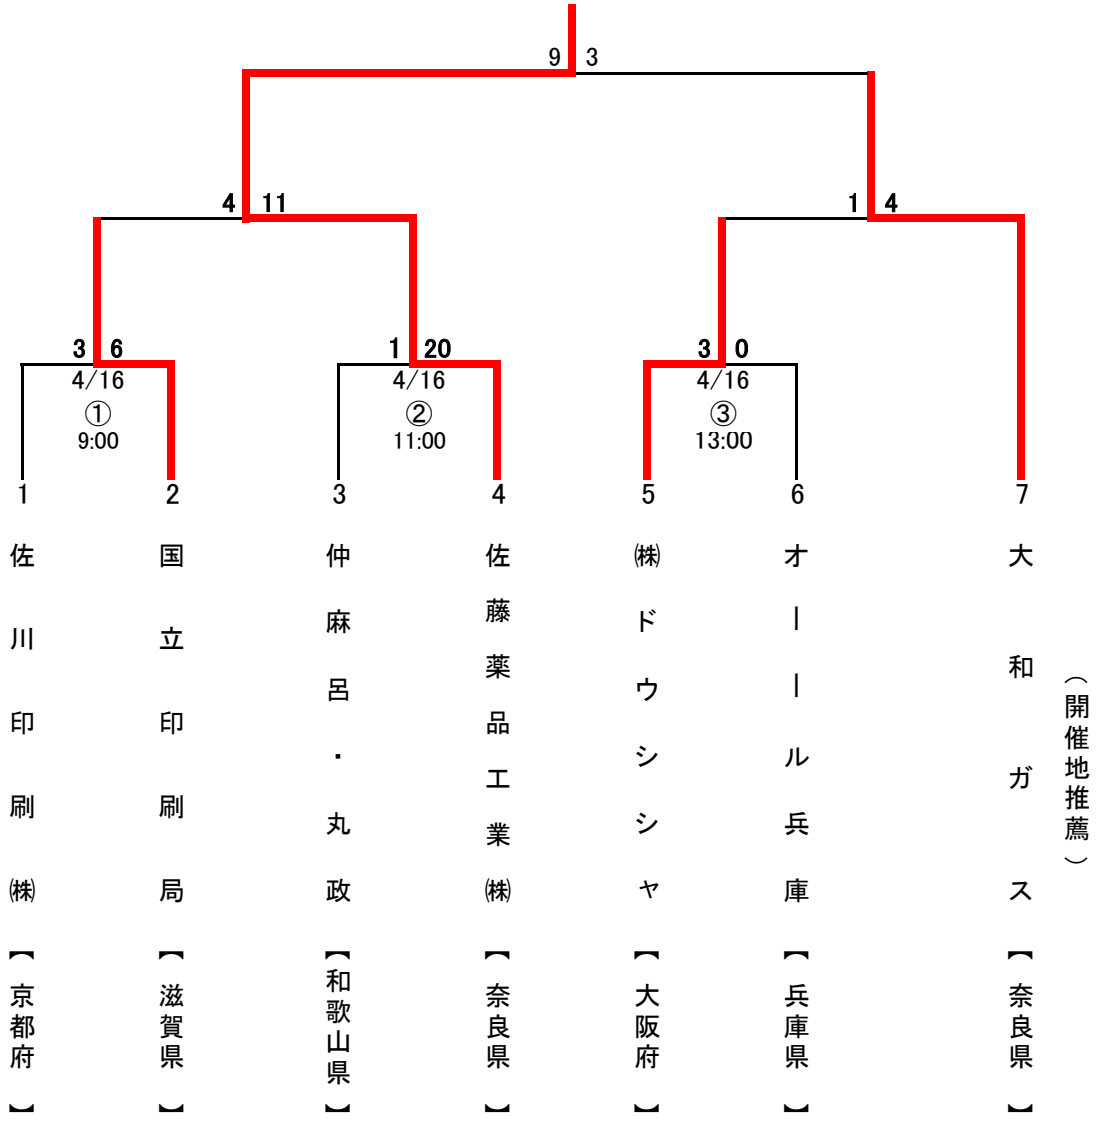 9 3
4 11
1 4
3 6
1 20
3 0
4/16
4/16
4/16
①
②
③
9:00
11:00
13:00
1
2
3
4
5
6
7
佐川印刷㈱【京都府】
国立印刷局【滋賀県】
仲麻呂・丸政【和歌山県】
佐藤薬品工業㈱【奈良県】
㈱ドウシシャ【大阪府】
オールール兵庫【兵庫県】
大和ガス【奈良県】
（開催地推薦）